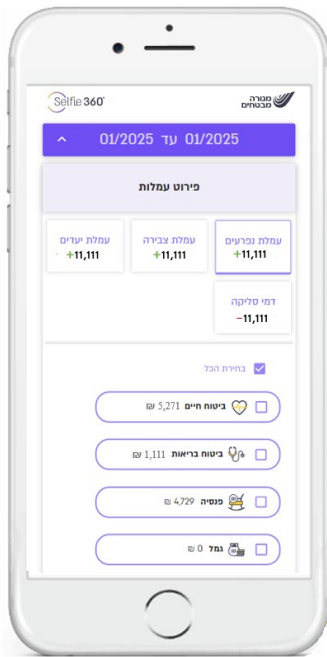 Selfie 360°
מנורה
מבטחים
01/2025 עד 01/2025
פירוט עמלות
עמלת נפרעים
+11,111
עמלת צבירה
+11,111
עמלת יעדים
+11,111
דמי סליקה
-11,111
בחירת הכל
ביטוח חיים 5,271 ₪
ביטוח בריאות 1,111 ₪
פנסיה 4,729 ₪
גמל 0 ₪